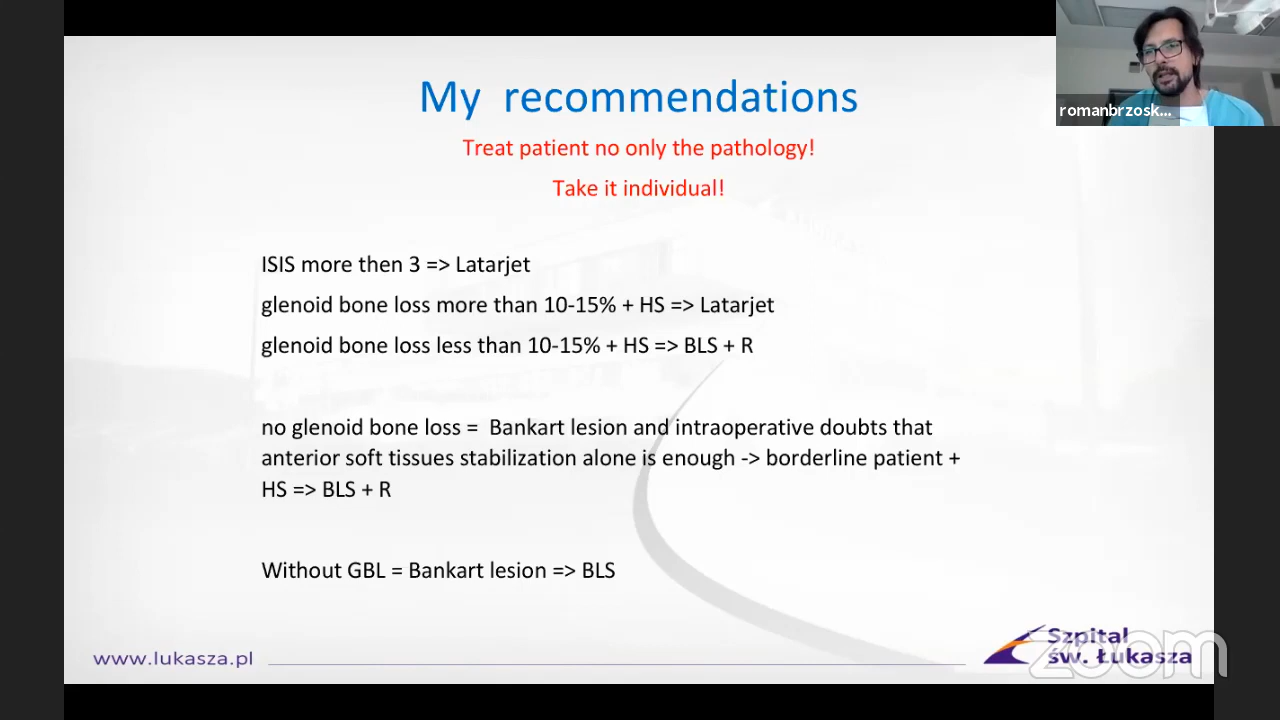 My recommendations
romanbrzosk...
Treat patient no only the pathology!
Take it individual!
ISIS more then 3 => Latarjet
glenoid bone loss more than 10-15% + HS => Latarjet
glenoid bone loss less than 10-15% + HS => BLS + R
no glenoid bone loss = Bankart lesion and intraoperative doubts that
anterior soft tissues stabilization alone is enough -> borderline patient +
HS => BLS + R
Without GBL = Bankart lesion => BLS
www.lukasza.pl
Szpital
św. Łukasza
zoom